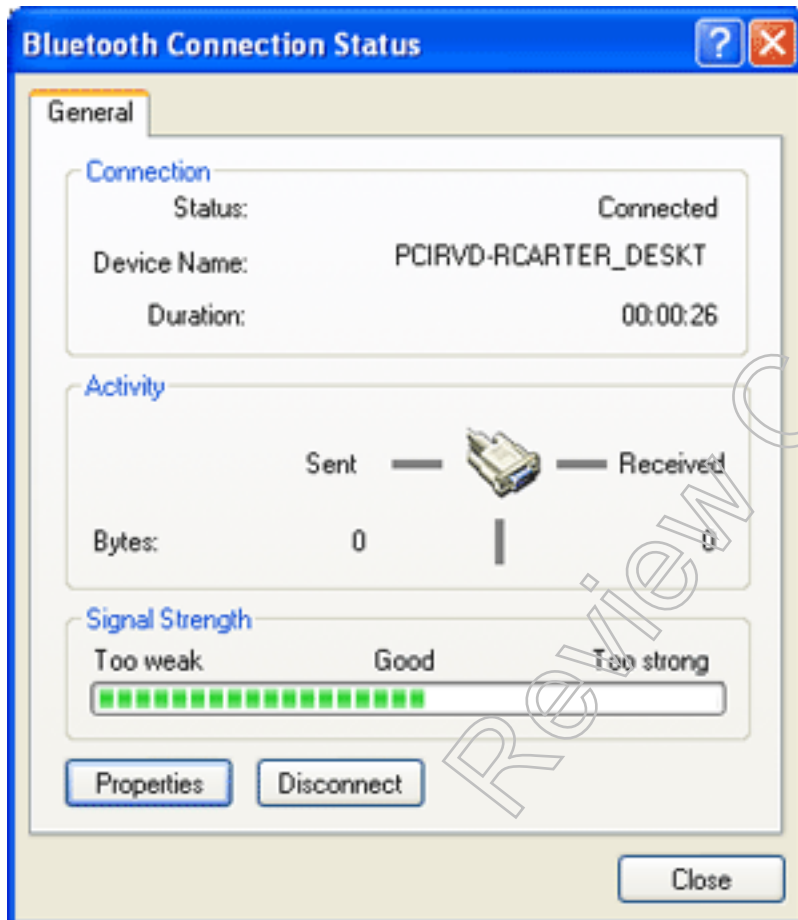 Bluetooth Connection Status
General
Connection
Status: Connected
Device Name: PCIRVD-RCARTER_DESKT
Duration: 00:00:26
Activity
Sent Received
Bytes: 0 0
Signal Strength
Too weak Good Too strong
Properties Disconnect
Close
Review C